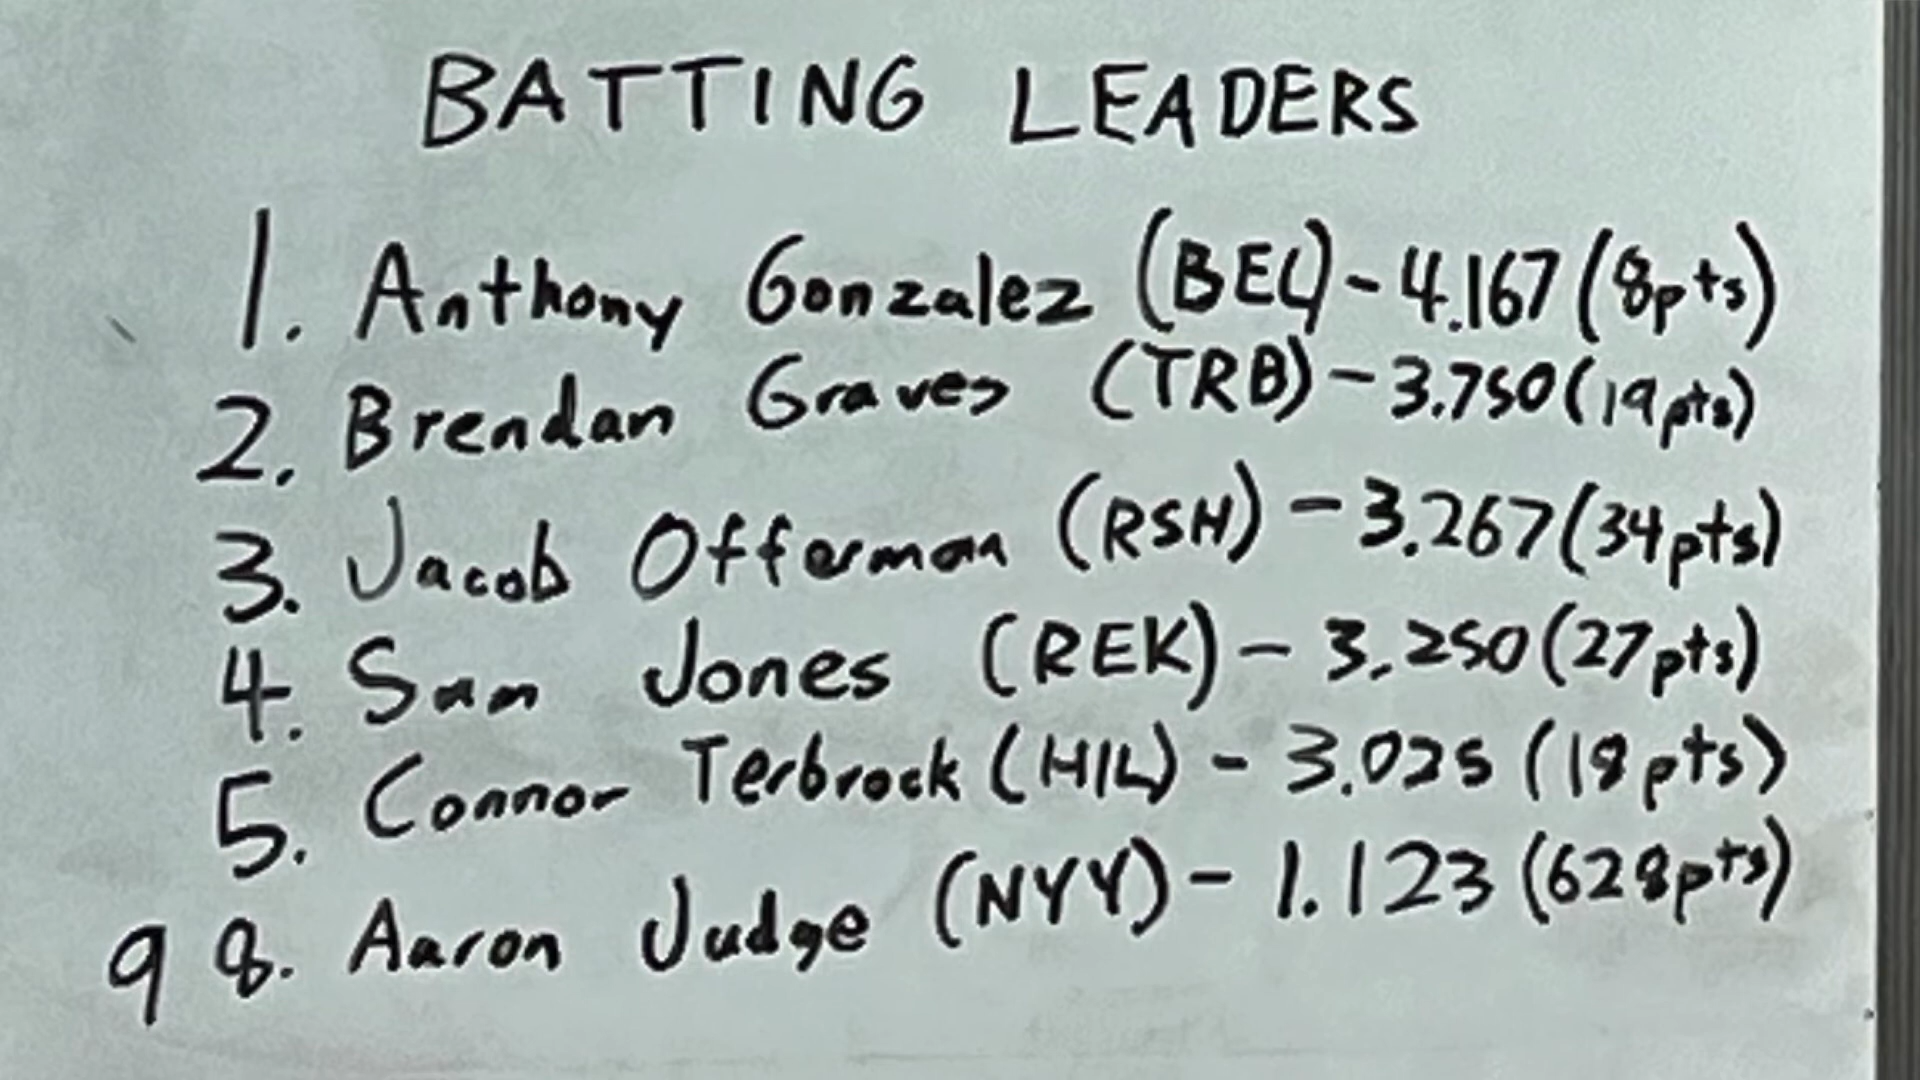 BATTING LEADERS
1. Anthony Gonzalez (BEL) - 4.167 (8pts)
2. Brendan Graves (TRB) - 3.750 (19pts)
3. Jacob Offerman (RSH) - 3.267 (34pts)
4. Sam Jones (REK) - 3.250 (27pts)
5. Connor Terbrock (HIL) - 3.025 (18pts)
98. Aaron Judge (NYY) - 1.123 (628pts)